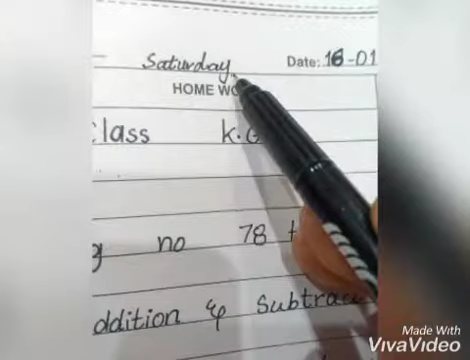 Saturday Date: 16-01
HOME WO
Class K.G
g no 78 t
ddition & Subtrac
Made With
VivaVideo